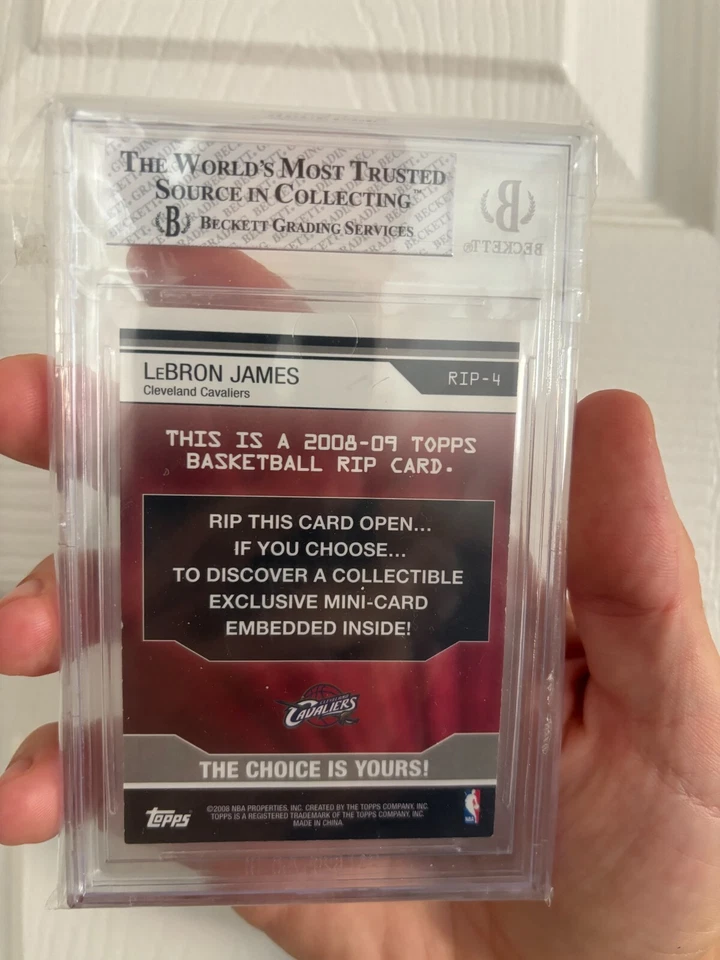 THE WORLD'S MOST TRUSTED
SOURCE IN COLLECTING™
B BECKETT GRADING SERVICES
B
BECKETT®
LEBRON JAMES
Cleveland Cavaliers
RIP-4
THIS IS A 2008-09 TOPPS
BASKETBALL RIP CARD.
RIP THIS CARD OPEN...
IF YOU CHOOSE...
TO DISCOVER A COLLECTIBLE
EXCLUSIVE MINI-CARD
EMBEDDED INSIDE!
CLEVELAND
CAVALIERS
THE CHOICE IS YOURS!
topps
©2008 NBA PROPERTIES, INC. CREATED BY THE TOPPS COMPANY, INC.
TOPPS IS A REGISTERED TRADEMARK OF THE TOPPS COMPANY, INC.
MADE IN CHINA
NBA